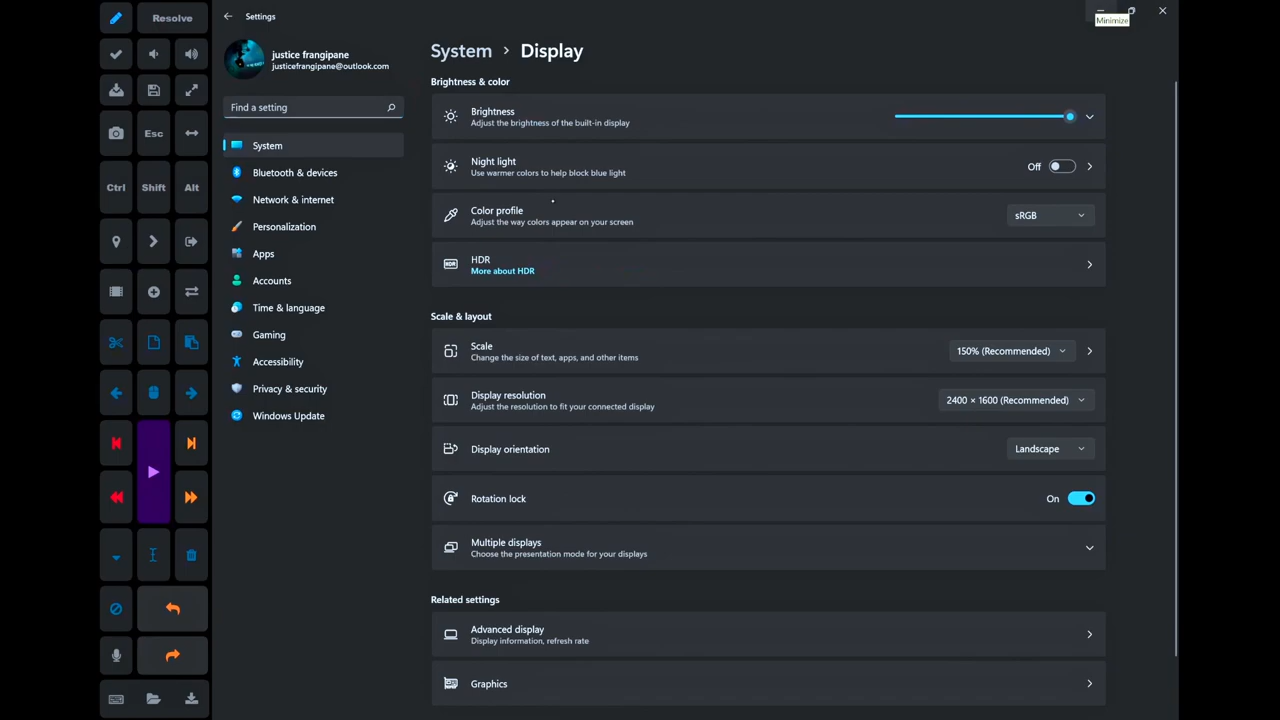 Resolve
Esc
Ctrl
Shift
Alt
Settings
Minimize
justice frangipane
justicefrangipani@outlook.com
Find a setting
System
Bluetooth & devices
Network & internet
Personalization
Apps
Accounts
Time & language
Gaming
Accessibility
Privacy & security
Windows Update
System > Display
Brightness & color
Brightness
Adjust the brightness of the built-in display
Night light
Use warmer colors to help block blue light
Off
Color profile
Adjust the way colors appear on your screen
sRGB
HDR
HDR
More about HDR
Scale & layout
Scale
Change the size of text, apps, and other items
150% (Recommended)
Display resolution
Adjust the resolution to fit your connected display
2400 × 1600 (Recommended)
Display orientation
Landscape
Rotation lock
On
Multiple displays
Choose the presentation mode for your displays
Related settings
Advanced display
Display information, refresh rate
Graphics